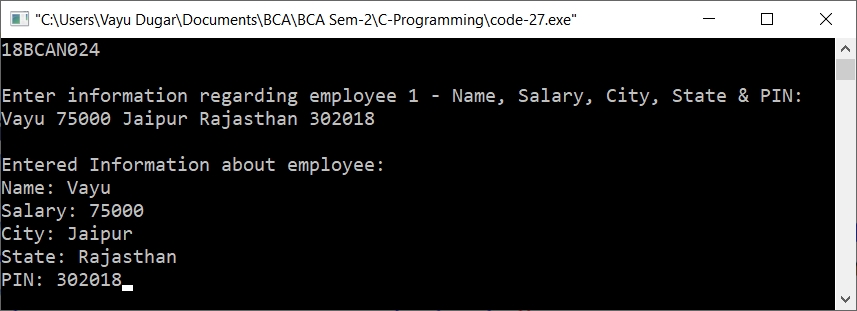 "C:\Users\Vayu Dugar\Documents\BCA\BCA Sem-2\C-Programming\code-27.exe"
18BCAN024
Enter information regarding employee 1 - Name, Salary, City, State & PIN:
Vayu 75000 Jaipur Rajasthan 302018
Entered Information about employee:
Name: Vayu
Salary: 75000
City: Jaipur
State: Rajasthan
PIN: 302018